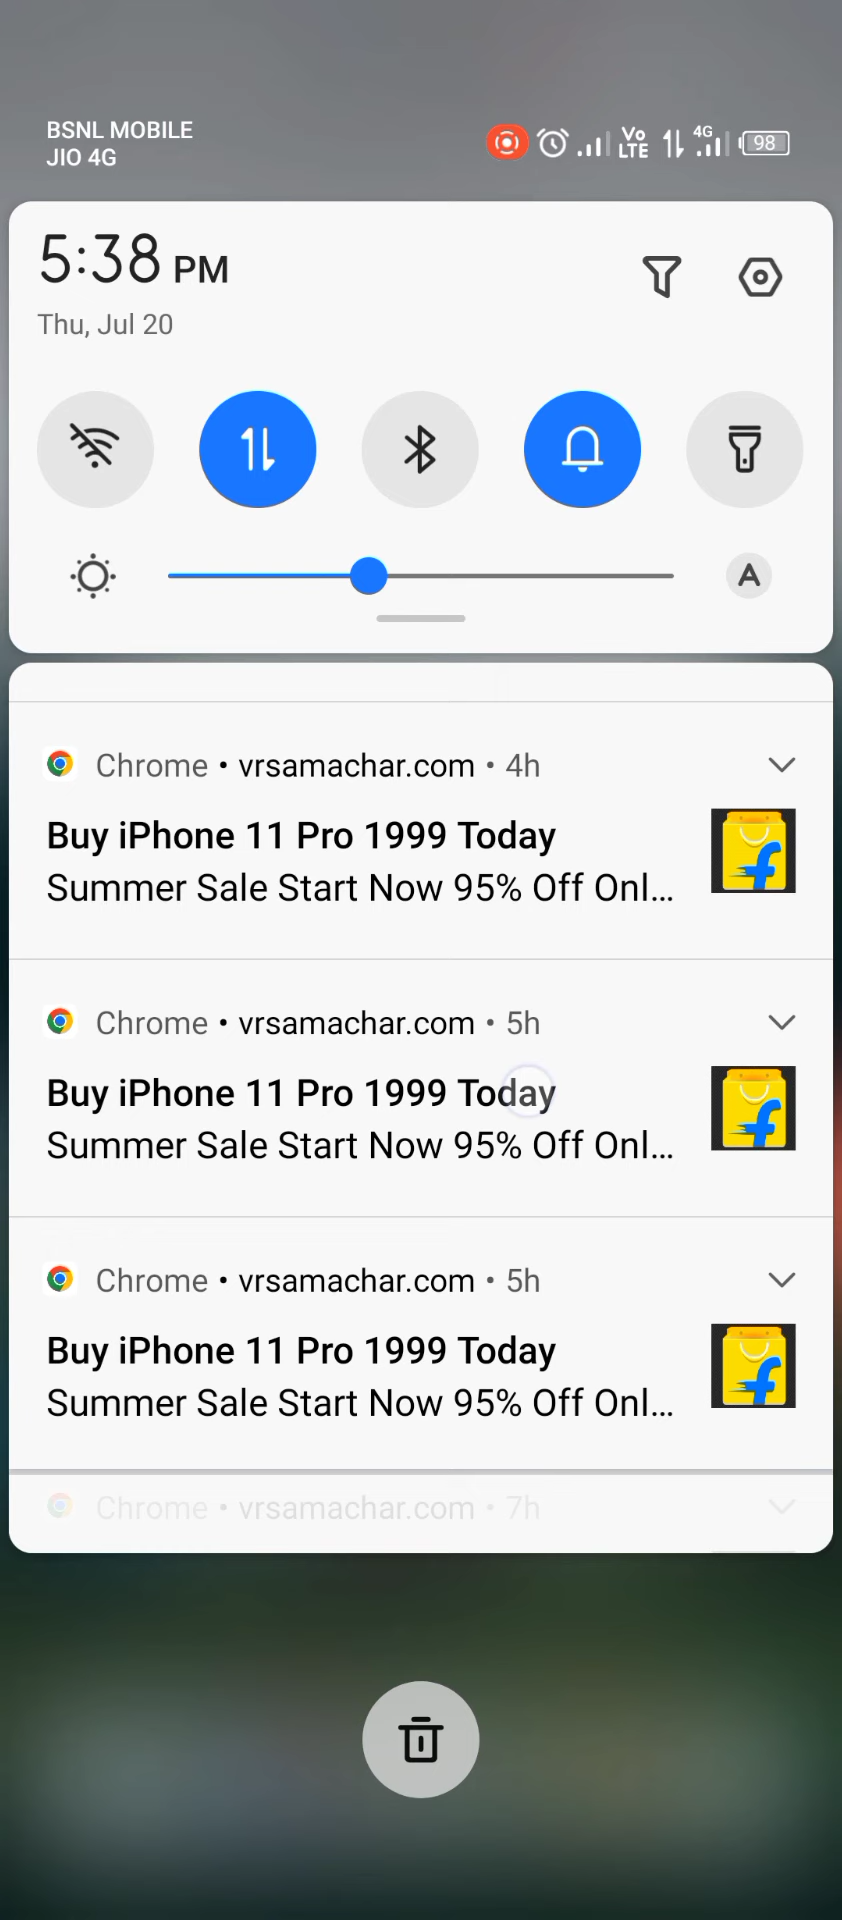 BSNL MOBILE
JIO 4G
Vo
LTE
4G
98
5:38 PM
Thu, Jul 20
A
Chrome • vrsamachar.com • 4h
Buy iPhone 11 Pro 1999 Today
Summer Sale Start Now 95% Off Onl...
Chrome • vrsamachar.com • 5h
Buy iPhone 11 Pro 1999 Today
Summer Sale Start Now 95% Off Onl...
Chrome • vrsamachar.com • 5h
Buy iPhone 11 Pro 1999 Today
Summer Sale Start Now 95% Off Onl...
Chrome • vrsamachar.com • 7h